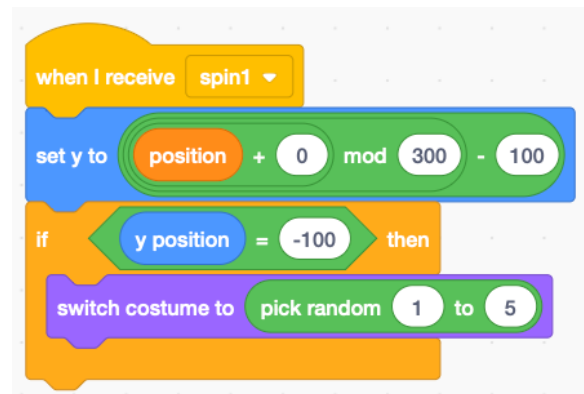 when I receive spin1
set y to position + 0 mod 300 - 100
if y position = -100 then
switch costume to pick random 1 to 5